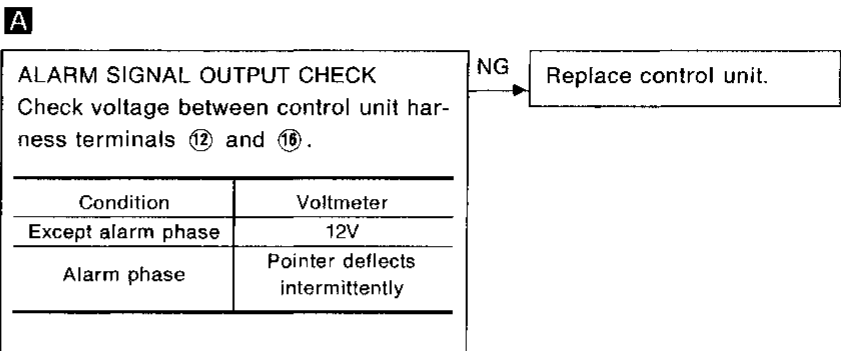 A
ALARM SIGNAL OUTPUT CHECK
Check voltage between control unit har-
ness terminals ⑫ and ⑯.
Condition Voltmeter
Except alarm phase 12V
Alarm phase Pointer deflects
intermittently
NG
Replace control unit.